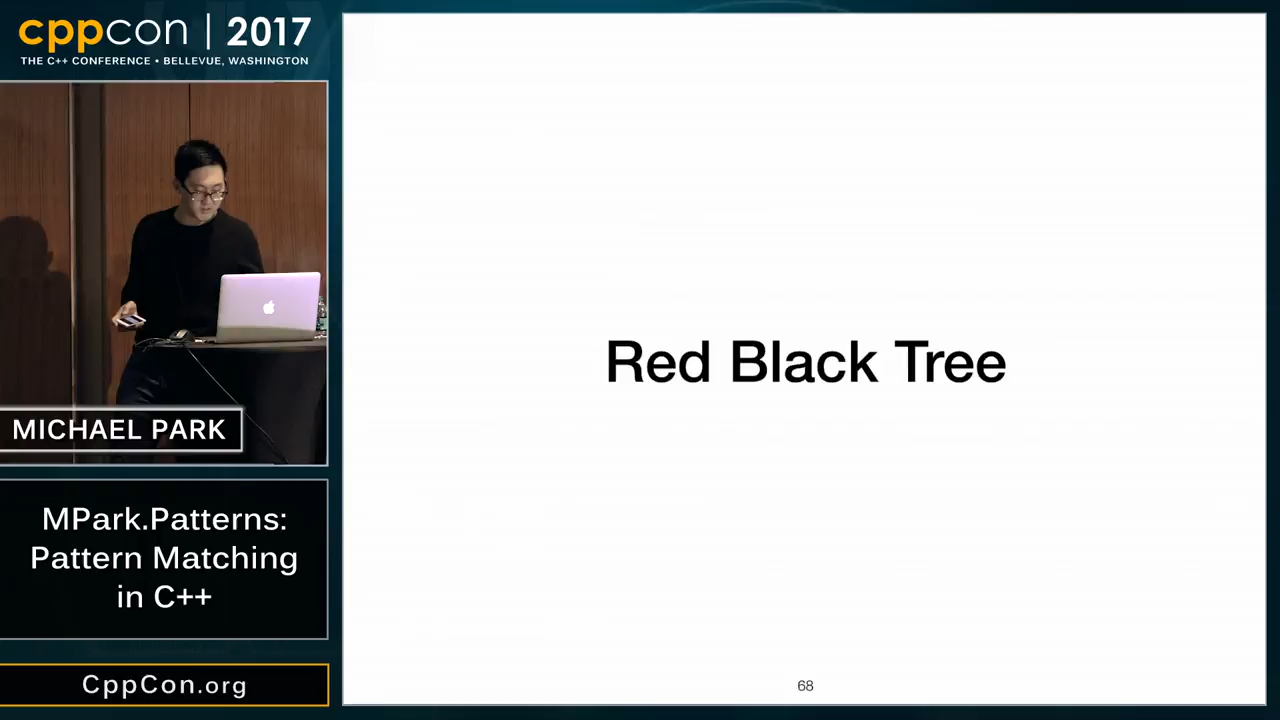 cppcon | 2017
THE C++ CONFERENCE • BELLEVUE, WASHINGTON
MICHAEL PARK
MPark.Patterns:
Pattern Matching
in C++
CppCon.org
Red Black Tree
68